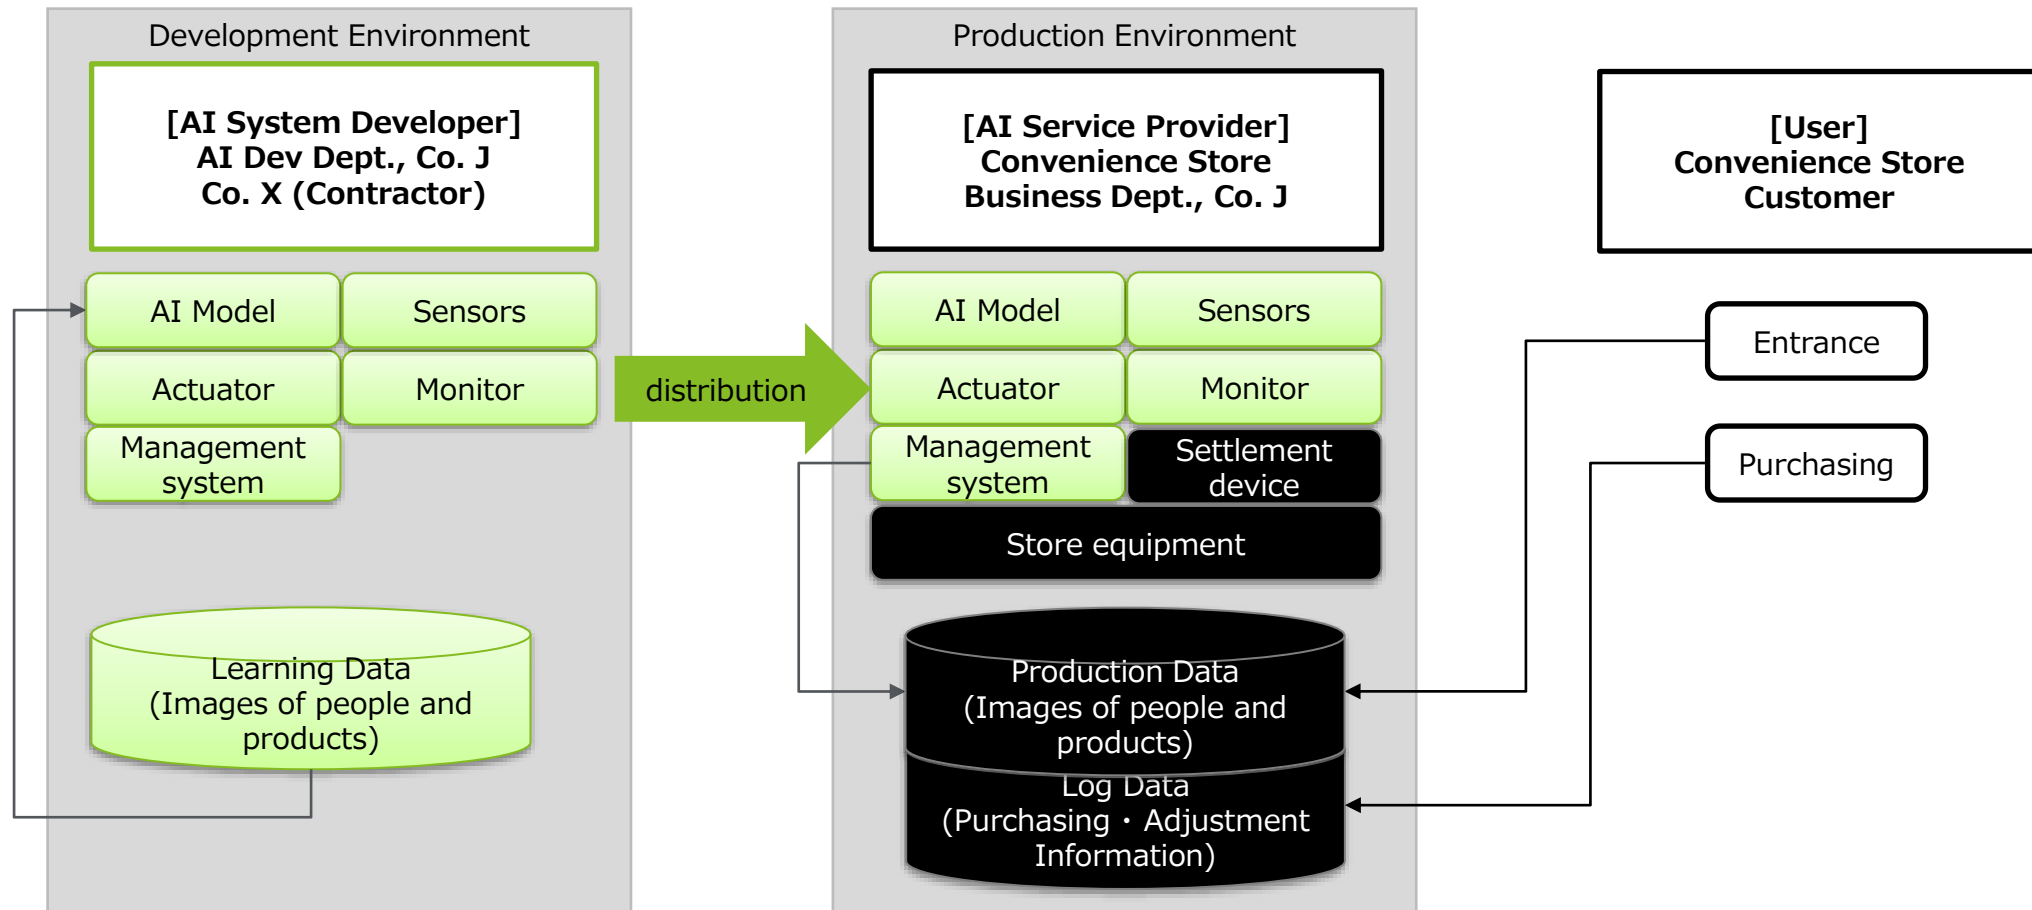 Development Environment
[AI System Developer]
AI Dev Dept., Co. J
Co. X (Contractor)
AI Model
Sensors
Actuator
Monitor
Management
system
Learning Data
(Images of people and
products)
distribution
Production Environment
[AI Service Provider]
Convenience Store
Business Dept., Co. J
AI Model
Sensors
Actuator
Monitor
Management
system
Settlement
device
Store equipment
Production Data
(Images of people and
products)
Log Data
(Purchasing・Adjustment
Information)
[User]
Convenience Store
Customer
Entrance
Purchasing